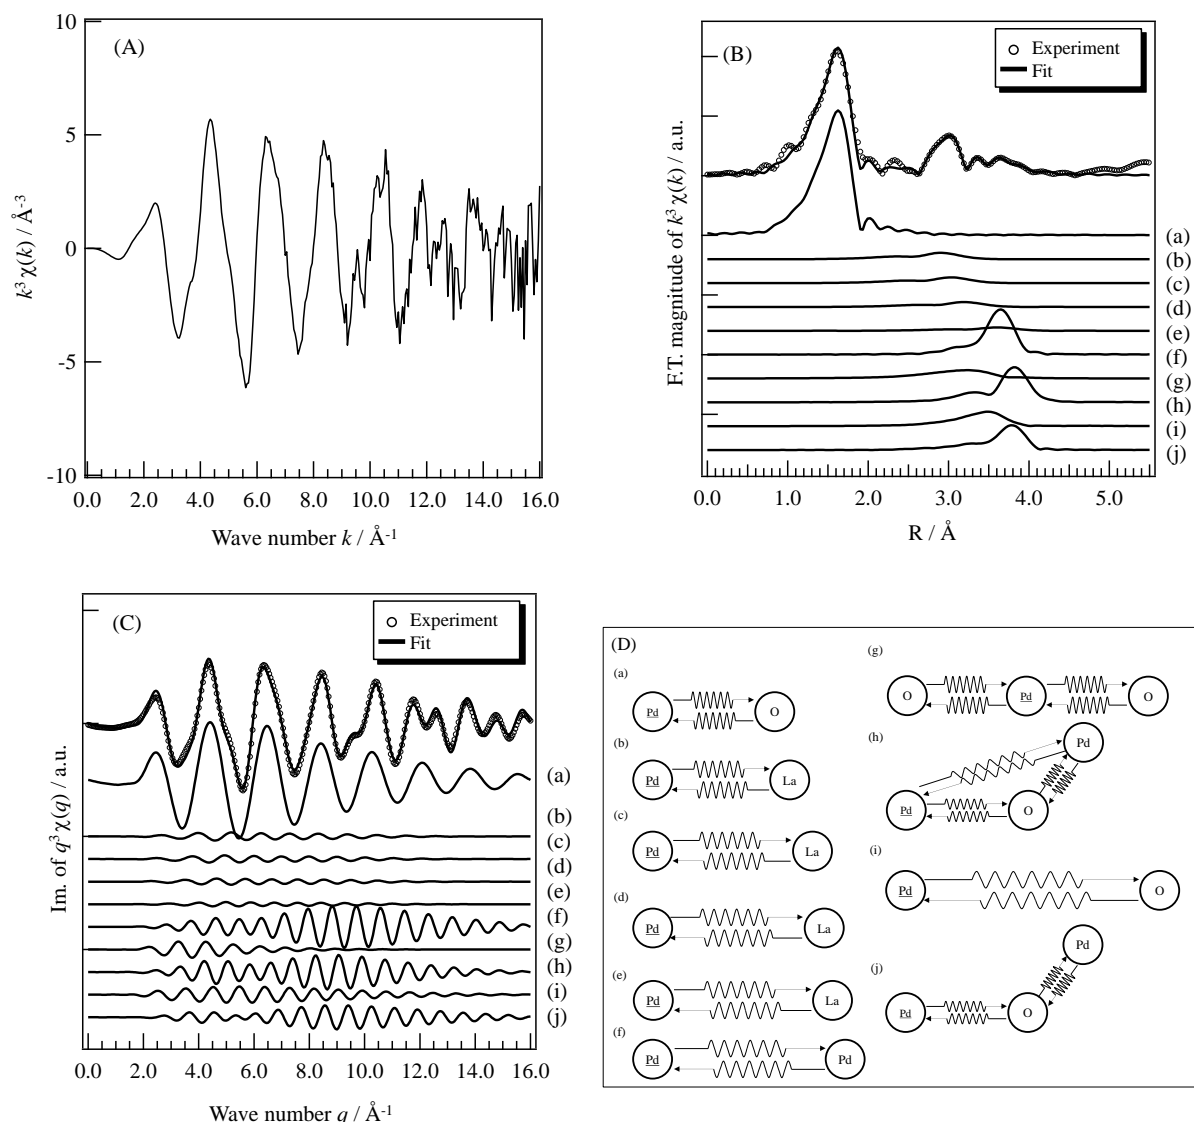 (A)
10
5
0
-5
-10
k³ χ(k) / Å⁻³
0.0 2.0 4.0 6.0 8.0 10.0 12.0 14.0 16.0
Wave number k / Å⁻¹
(B)
Experiment
Fit
F.T. magnitude of k³ χ(k) / a.u.
(a)
(b)
(c)
(d)
(e)
(f)
(g)
(h)
(i)
(j)
0.0 1.0 2.0 3.0 4.0 5.0
R / Å
(C)
Experiment
Fit
Im. of q³ χ(q) / a.u.
(a)
(b)
(c)
(d)
(e)
(f)
(g)
(h)
(i)
(j)
0.0 2.0 4.0 6.0 8.0 10.0 12.0 14.0 16.0
Wave number q / Å⁻¹
(D)
(a)
Pd O
(b)
Pd La
(c)
Pd La
(d)
Pd La
(e)
Pd La
(f)
Pd Pd
(g)
O Pd O
(h)
Pd
Pd O
(i)
Pd O
(j)
Pd
Pd O